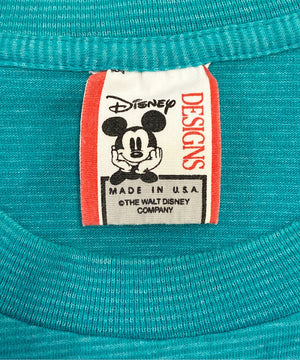 Disney
DESIGNS
MADE IN U.S.A.
©THE WALT DISNEY
COMPANY